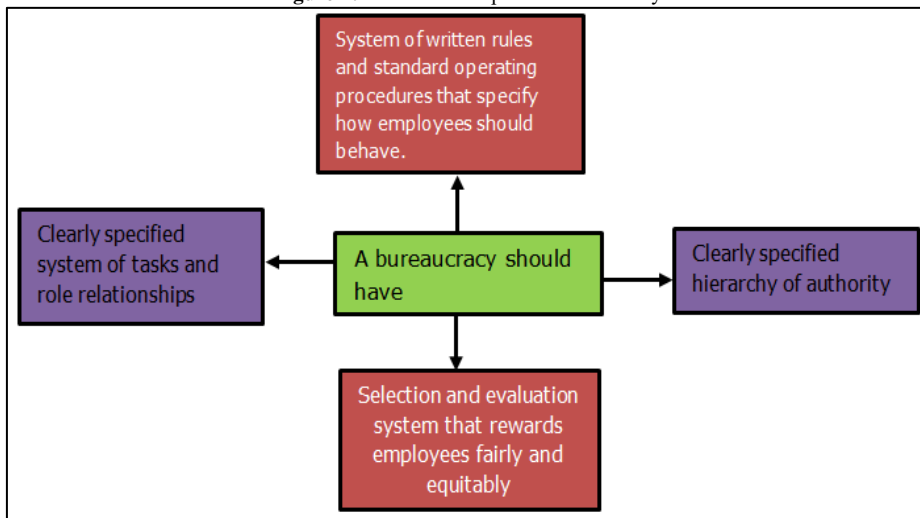 System of written rules
and standard operating
procedures that specify
how employees should
behave.
Clearly specified
system of tasks and
role relationships
A bureaucracy should
have
Clearly specified
hierarchy of authority
Selection and evaluation
system that rewards
employees fairly and
equitably